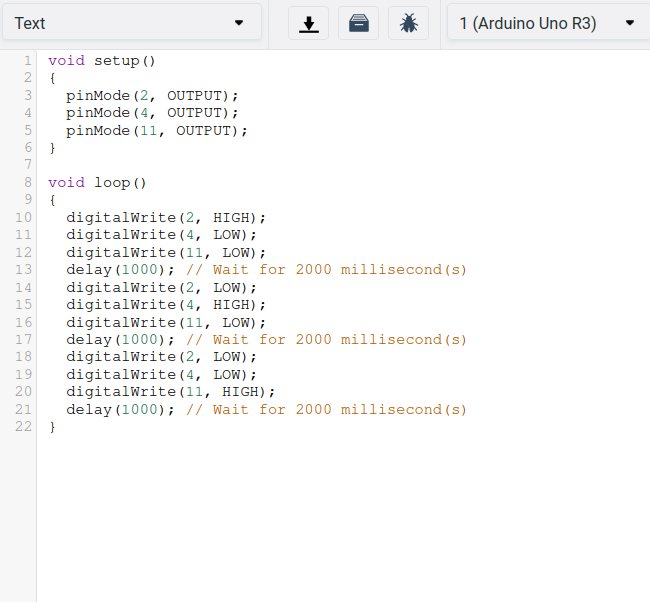 Text
1 (Arduino Uno R3)
1 void setup()
2 {
3   pinMode(2, OUTPUT);
4   pinMode(4, OUTPUT);
5   pinMode(11, OUTPUT);
6 }
7
8 void loop()
9 {
10   digitalWrite(2, HIGH);
11   digitalWrite(4, LOW);
12   digitalWrite(11, LOW);
13   delay(1000); // Wait for 2000 millisecond(s)
14   digitalWrite(2, LOW);
15   digitalWrite(4, HIGH);
16   digitalWrite(11, LOW);
17   delay(1000); // Wait for 2000 millisecond(s)
18   digitalWrite(2, LOW);
19   digitalWrite(4, LOW);
20   digitalWrite(11, HIGH);
21   delay(1000); // Wait for 2000 millisecond(s)
22 }